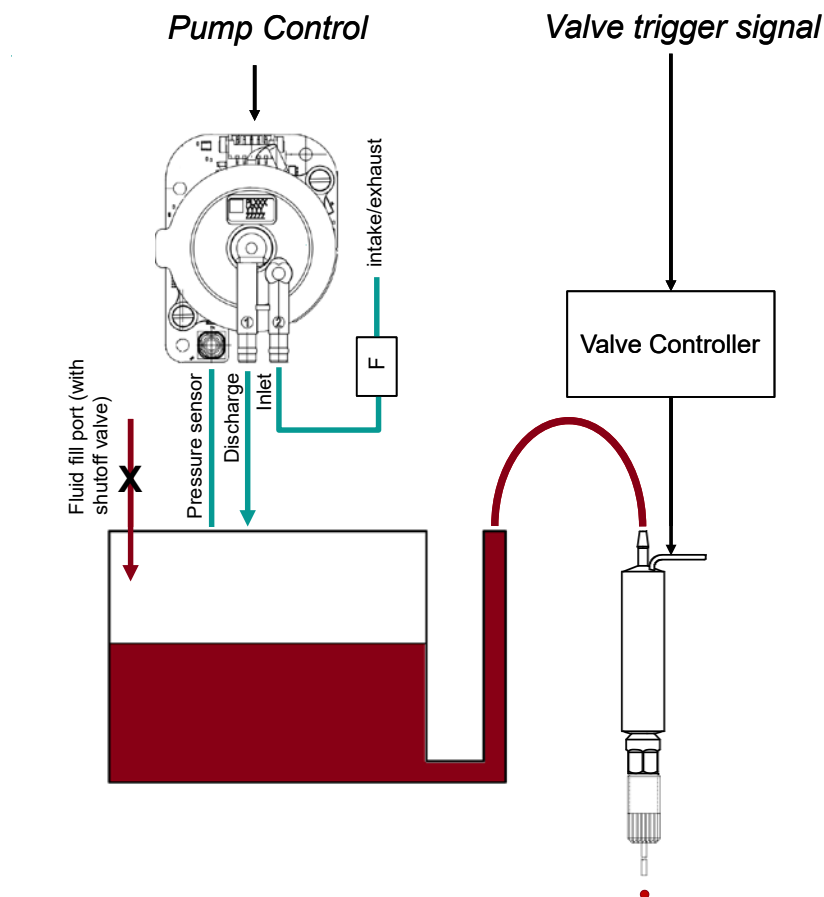 Pump Control
Valve trigger signal
intake/exhaust
1
2
F
Valve Controller
Fluid fill port (with
shutoff valve)
X
Pressure sensor
Discharge
Inlet